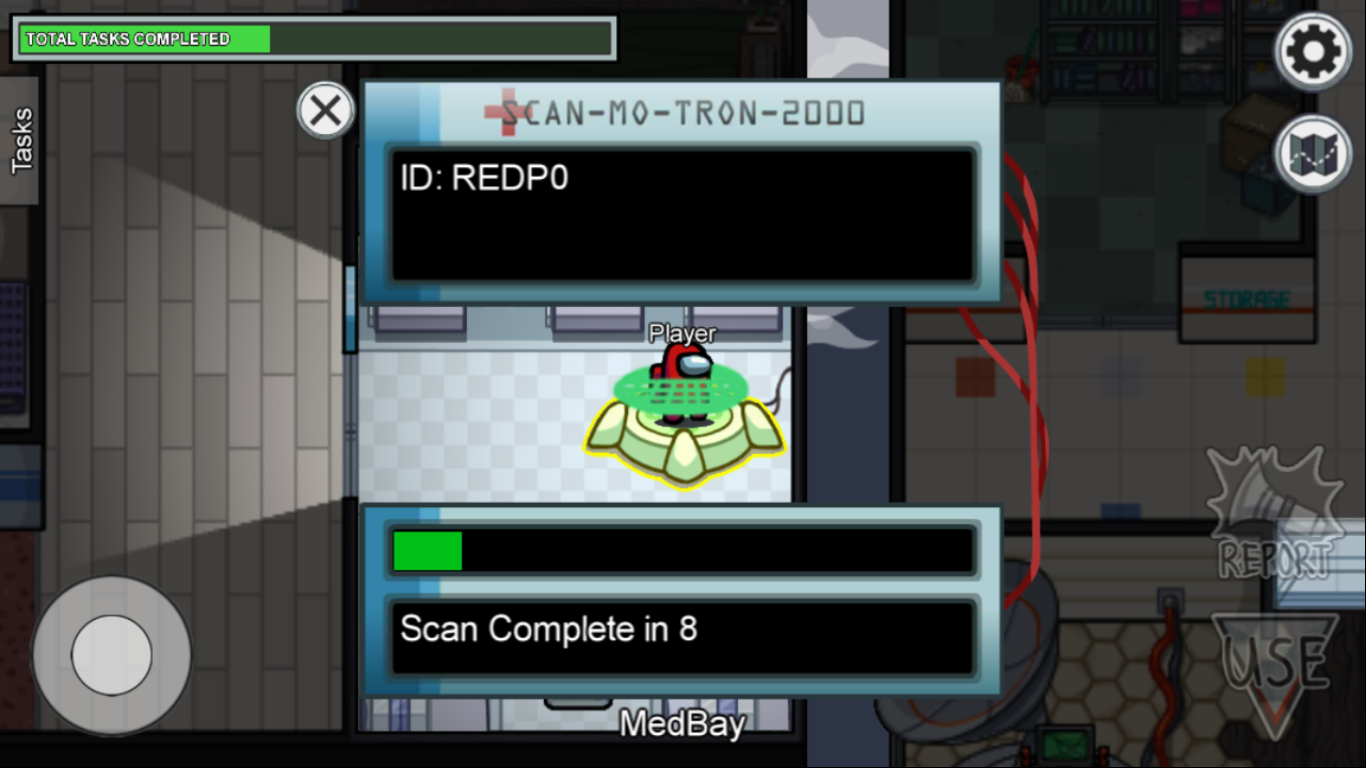 TOTAL TASKS COMPLETED
Tasks
SCAN-MO-TRON-2000
ID: REDP0
Player
STORAGE
REPORT
Scan Complete in 8
USE
MedBay